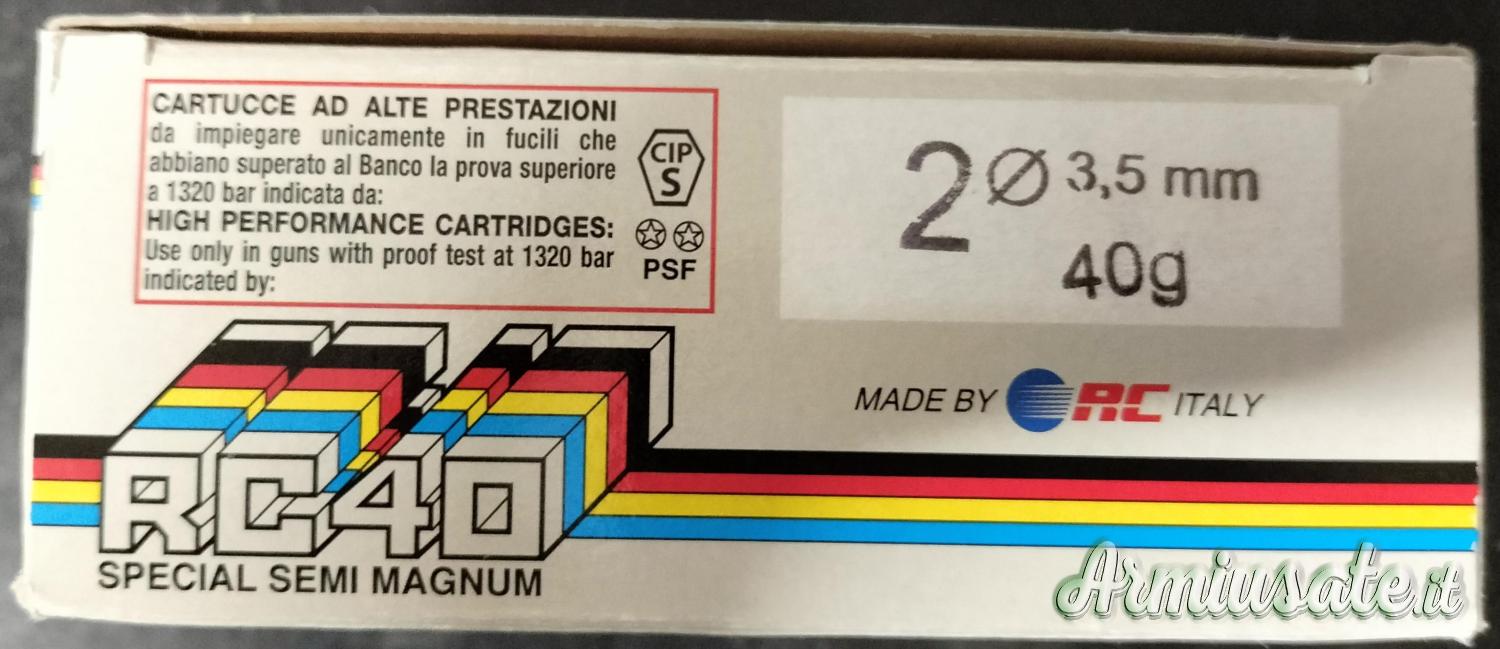 CARTUCCE AD ALTE PRESTAZIONI
da impiegare unicamente in fucili che
abbiano superato al Banco la prova superiore
a 1320 bar indicata da:
HIGH PERFORMANCE CARTRIDGES:
Use only in guns with proof test at 1320 bar
indicated by:
CIP
S
PSF
2 Ø 3,5 mm
40g
MADE BY RC ITALY
RC40
SPECIAL SEMI MAGNUM
Armiusate.it